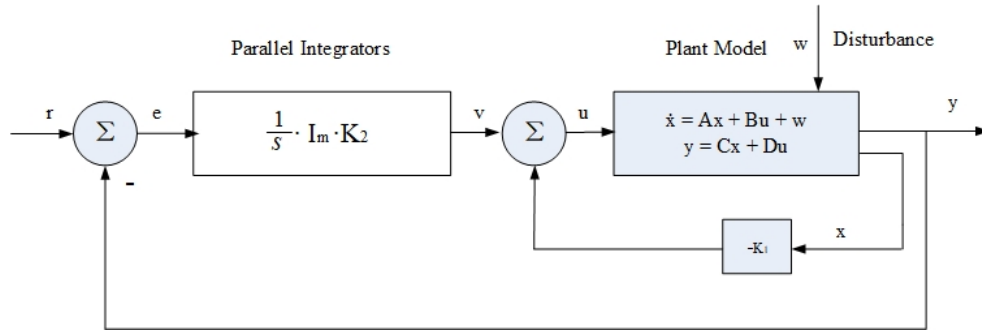 Parallel Integrators
Plant Model
w
Disturbance
r
Σ
e
1/s · Iₘ · K₂
v
Σ
u
ẋ = Ax + Bu + w
y = Cx + Du
y
-
-K₁
x